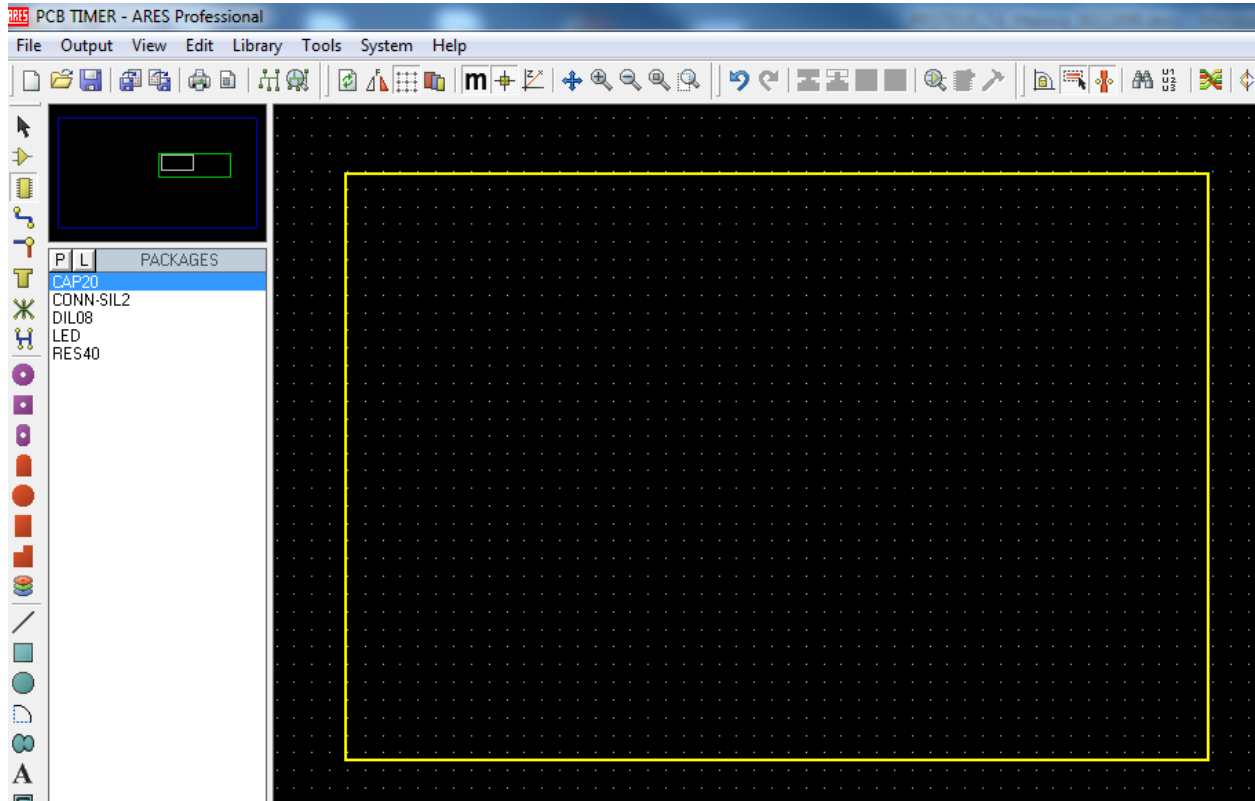 ARES PCB TIMER - ARES Professional
File Output View Edit Library Tools System Help
m
P L PACKAGES
CAP20
CONN-SIL2
DIL08
LED
RES40
A